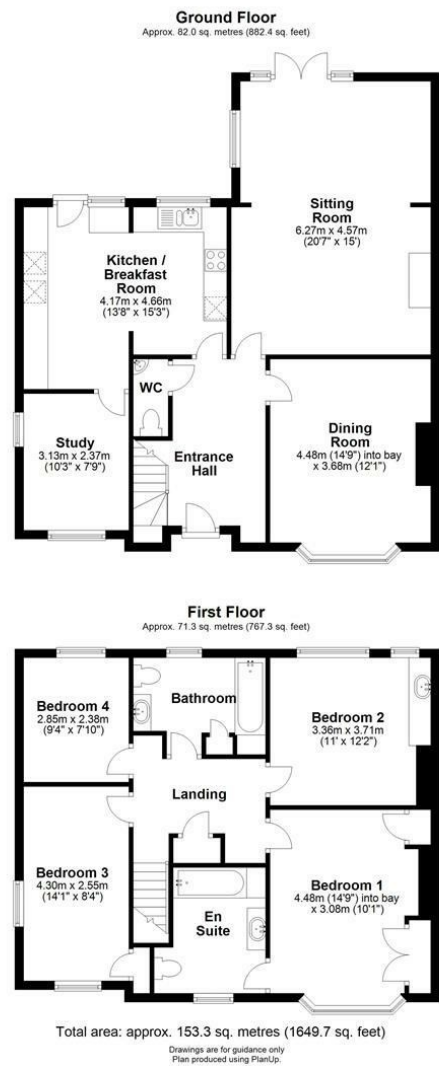 Ground Floor
Approx. 82.0 sq. metres (882.4 sq. feet)
Sitting
Room
6.27m x 4.57m
(20'7" x 15')
Kitchen /
Breakfast
Room
4.17m x 4.66m
(13'8" x 15'3")
WC
Study
3.13m x 2.37m
(10'3" x 7'9")
Entrance
Hall
Dining
Room
4.48m (14'9") into bay
x 3.68m (12'1")
First Floor
Approx. 71.3 sq. metres (767.3 sq. feet)
Bedroom 4
2.85m x 2.38m
(9'4" x 7'10")
Bathroom
Bedroom 2
3.36m x 3.71m
(11' x 12'2")
Landing
Bedroom 3
4.30m x 2.55m
(14'1" x 8'4")
En
Suite
Bedroom 1
4.48m (14'9") into bay
x 3.08m (10'1")
Total area: approx. 153.3 sq. metres (1649.7 sq. feet)
Drawings are for guidance only
Plan produced using PlanUp.